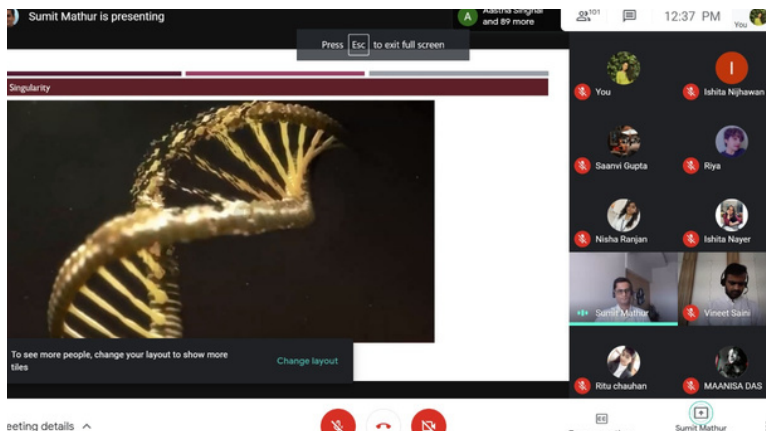 Sumit Mathur is presenting
A
Aastha Singhal
and 89 more
101
12:37 PM
You
Press Esc to exit full screen
Singularity
You
I
Ishita Nijhawan
Saanvi Gupta
Riya
Nisha Ranjan
Ishita Nayer
Sumit Mathur
Vineet Saini
Ritu chauhan
MAANISA DAS
To see more people, change your layout to show more
tiles
Change layout
eeting details
Sumit Mathur